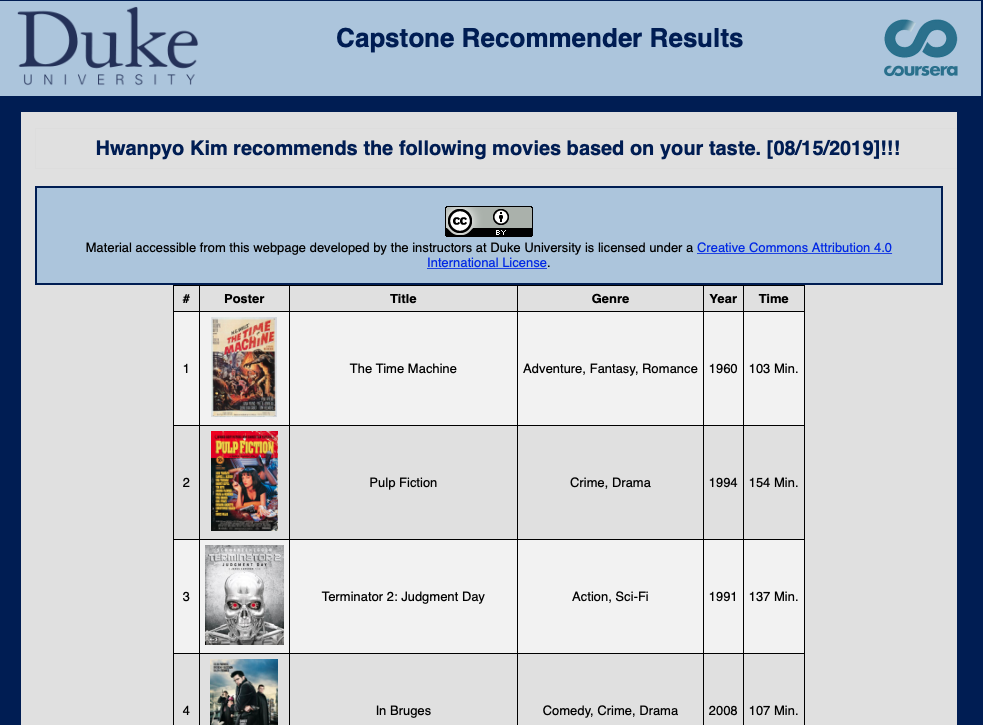 Duke
UNIVERSITY
Capstone Recommender Results
coursera
Hwanpyo Kim recommends the following movies based on your taste. [08/15/2019]!!!
cc
BY
Material accessible from this webpage developed by the instructors at Duke University is licensed under a Creative Commons Attribution 4.0
International License.
# Poster Title Genre Year Time
THE TIME
MACHINE
1 The Time Machine Adventure, Fantasy, Romance 1960 103 Min.
PULP FICTION
2 Pulp Fiction Crime, Drama 1994 154 Min.
TERMINATOR 2
JUDGMENT DAY
3 Terminator 2: Judgment Day Action, Sci-Fi 1991 137 Min.
4 In Bruges Comedy, Crime, Drama 2008 107 Min.